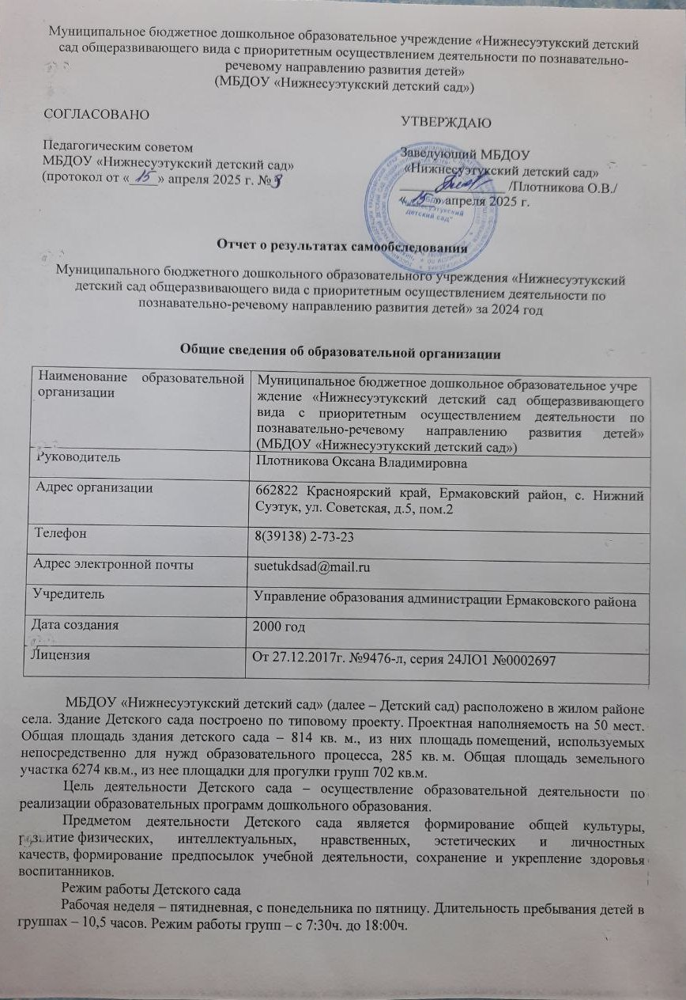 Муниципальное бюджетное дошкольное образовательное учреждение «Нижнесуэтукский детский
сад общеразвивающего вида с приоритетным осуществлением деятельности по познавательно-
речевому направлению развития детей»
(МБДОУ «Нижнесуэтукский детский сад»)
СОГЛАСОВАНО
Педагогическим советом
МБДОУ «Нижнесуэтукский детский сад»
(протокол от « 15 » апреля 2025 г. №
УТВЕРЖДАЮ
Заведующий МБДОУ
«Нижнесуэтукский детский сад»
/Плотникова О.В./
« 15 » апреля 2025 г.
детский сад"
Отчет о результатах самообследования
Муниципального бюджетного дошкольного образовательного учреждения «Нижнесуэтукский
детский сад общеразвивающего вида с приоритетным осуществлением деятельности по
познавательно-речевому направлению развития детей» за 2024 год
Общие сведения об образовательной организации
Наименование образовательной
организации
Муниципальное бюджетное дошкольное образовательное учре
ждение «Нижнесуэтукский детский сад общеразвивающего
вида с приоритетным осуществлением деятельности по
познавательно-речевому направлению развития детей»
(МБДОУ «Нижнесуэтукский детский сад»)
Руководитель
Плотникова Оксана Владимировна
Адрес организации
662822 Красноярский край, Ермаковский район, с. Нижний
Суэтук, ул. Советская, д.5, пом.2
Телефон
8(39138) 2-73-23
Адрес электронной почты
suetukdsad@mail.ru
Учредитель
Управление образования администрации Ермаковского района
Дата создания
2000 год
Лицензия
От 27.12.2017г. №9476-л, серия 24ЛО1 №0002697
МБДОУ «Нижнесуэтукский детский сад» (далее – Детский сад) расположено в жилом районе
села. Здание Детского сада построено по типовому проекту. Проектная наполняемость на 50 мест.
Общая площадь здания детского сада – 814 кв. м., из них площадь помещений, используемых
непосредственно для нужд образовательного процесса, 285 кв. м. Общая площадь земельного
участка 6274 кв.м., из нее площадки для прогулки групп 702 кв.м.
Цель деятельности Детского сада – осуществление образовательной деятельности по
реализации образовательных программ дошкольного образования.
Предметом деятельности Детского сада является формирование общей культуры,
развитие физических, интеллектуальных, нравственных, эстетических и личностных
качеств, формирование предпосылок учебной деятельности, сохранение и укрепление здоровья
воспитанников.
Режим работы Детского сада
Рабочая неделя – пятидневная, с понедельника по пятницу. Длительность пребывания детей в
группах – 10,5 часов. Режим работы групп – с 7:30ч. до 18:00ч.